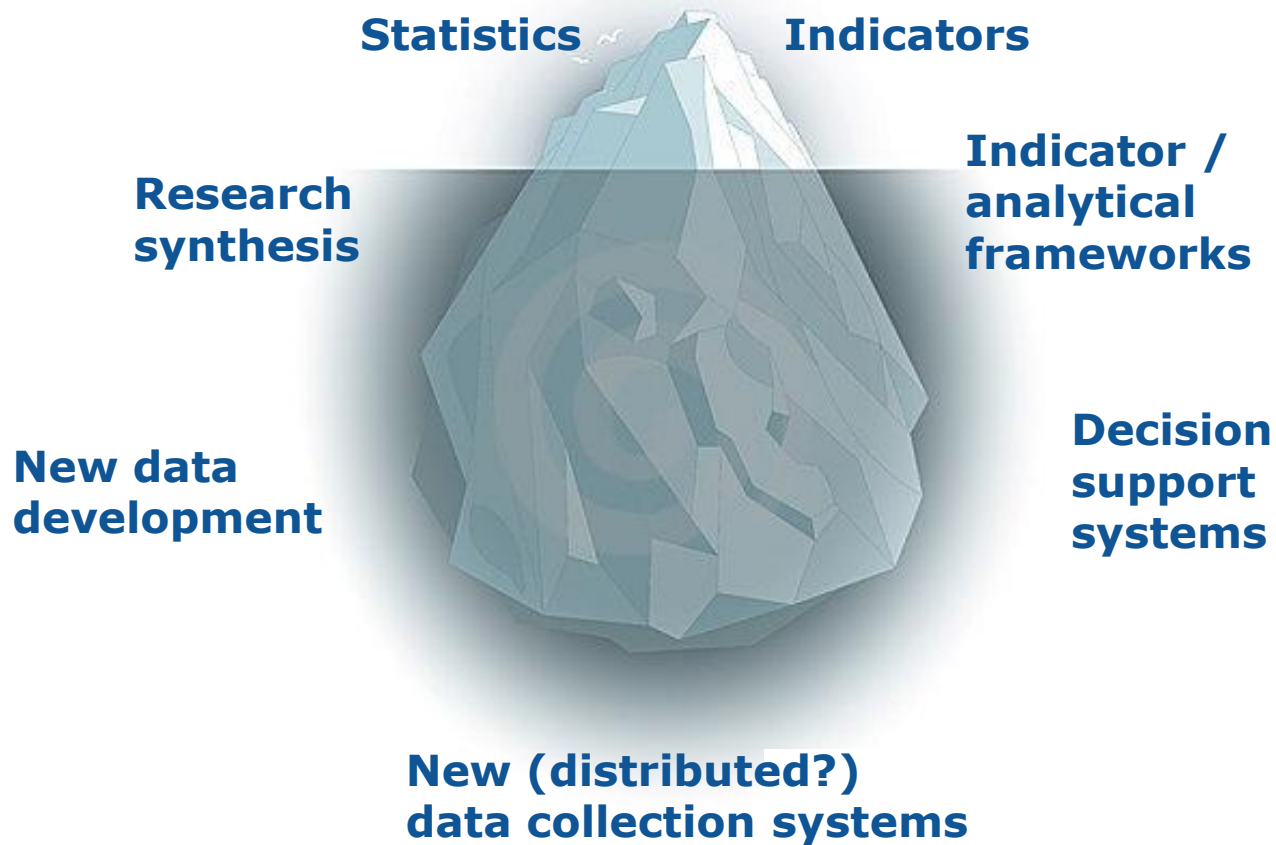 Statistics
Indicators
Indicator /
analytical
frameworks
Research
synthesis
Decision
support
systems
New data
development
New (distributed?)
data collection systems